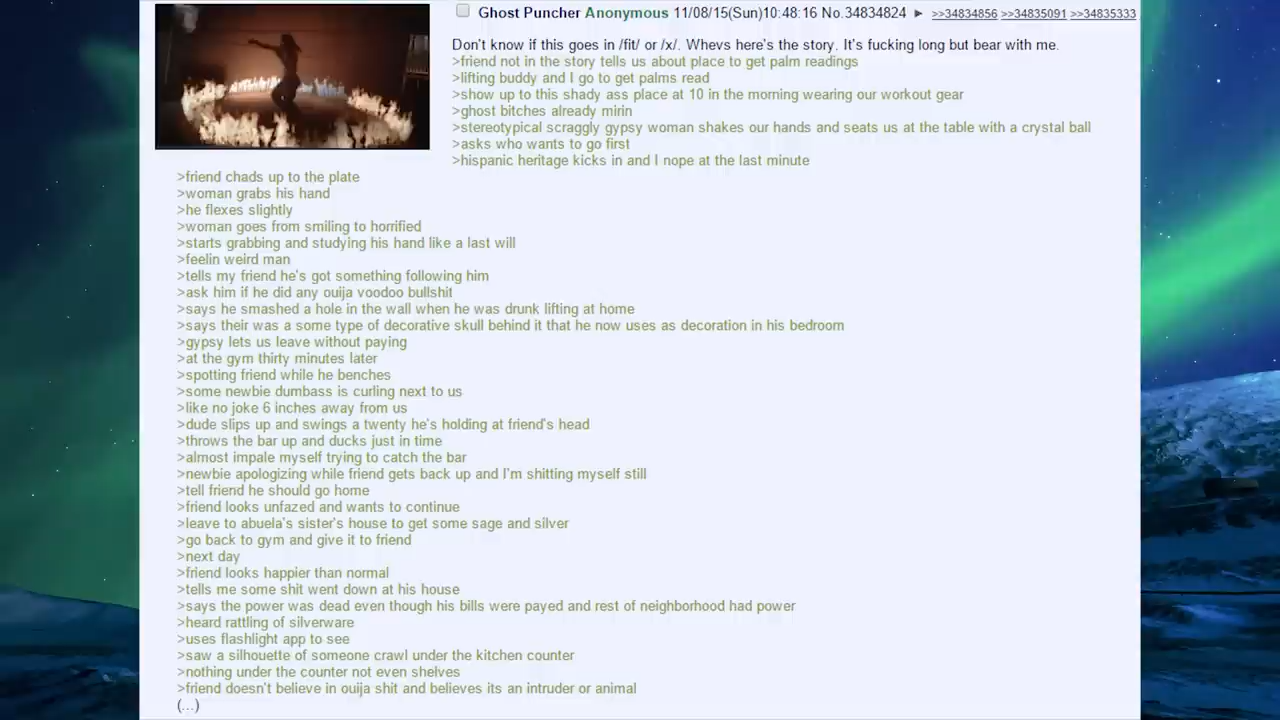 Ghost Puncher Anonymous 11/08/15(Sun)10:48:16 No.34834824 ► >>34834856 >>34835091 >>34835333
Don't know if this goes in /fit/ or /x/. Whevs here's the story. It's fucking long but bear with me.
>friend not in the story tells us about place to get palm readings
>lifting buddy and I go to get palms read
>show up to this shady ass place at 10 in the morning wearing our workout gear
>ghost bitches already mirin
>stereotypical scraggly gypsy woman shakes our hands and seats us at the table with a crystal ball
>asks who wants to go first
>hispanic heritage kicks in and I nope at the last minute
>friend chads up to the plate
>woman grabs his hand
>he flexes slightly
>woman goes from smiling to horrified
>starts grabbing and studying his hand like a last will
>feelin weird man
>tells my friend he's got something following him
>ask him if he did any ouija voodoo bullshit
>says he smashed a hole in the wall when he was drunk lifting at home
>says their was a some type of decorative skull behind it that he now uses as decoration in his bedroom
>gypsy lets us leave without paying
>at the gym thirty minutes later
>spotting friend while he benches
>some newbie dumbass is curling next to us
>like no joke 6 inches away from us
>dude slips up and swings a twenty he's holding at friend's head
>throws the bar up and ducks just in time
>almost impale myself trying to catch the bar
>newbie apologizing while friend gets back up and I'm shitting myself still
>tell friend he should go home
>friend looks unfazed and wants to continue
>leave to abuela's sister's house to get some sage and silver
>go back to gym and give it to friend
>next day
>friend looks happier than normal
>tells me some shit went down at his house
>says the power was dead even though his bills were payed and rest of neighborhood had power
>heard rattling of silverware
>uses flashlight app to see
>saw a silhouette of someone crawl under the kitchen counter
>nothing under the counter not even shelves
>friend doesn't believe in ouija shit and believes its an intruder or animal
(...)